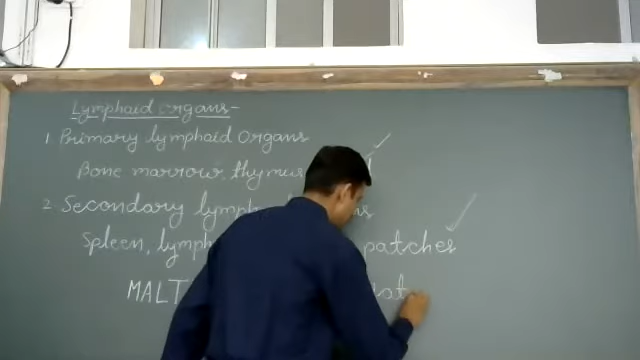 Lymphoid organs-
1. Primary lymphoid Organs
Bone marrow, thymus
2. Secondary lymph
Spleen, lymph patches
MALT